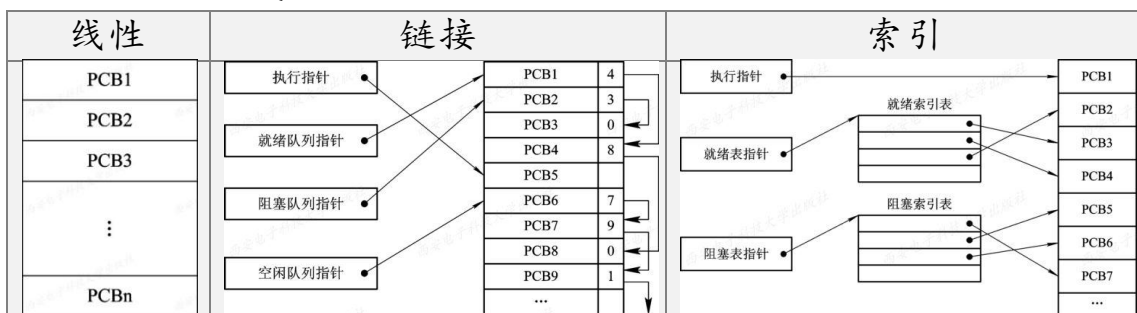 线性
链接
索引
PCB1
PCB2
PCB3
⋮
PCBn
执行指针
就绪队列指针
阻塞队列指针
空闲队列指针
PCB1 4
PCB2 3
PCB3 0
PCB4 8
PCB5
PCB6 7
PCB7 9
PCB8 0
PCB9 1
...
执行指针
就绪表指针
阻塞表指针
就绪索引表
阻塞索引表
PCB1
PCB2
PCB3
PCB4
PCB5
PCB6
PCB7
...